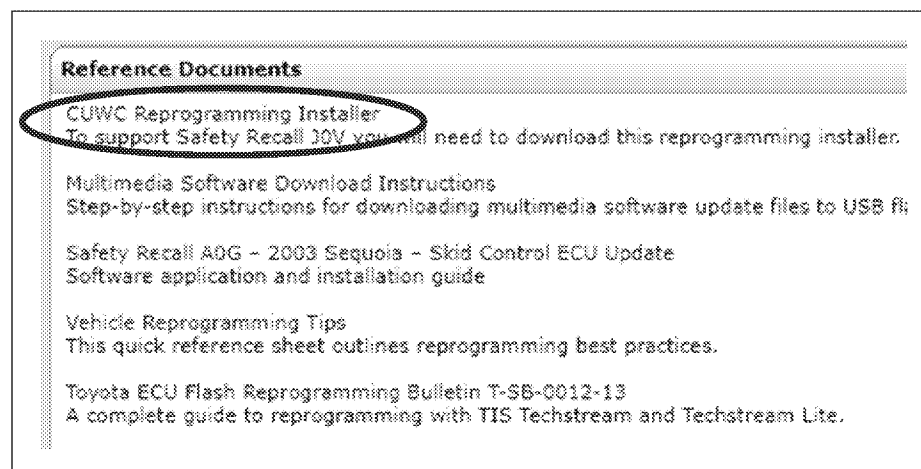 Reference Documents
CUWC Reprogramming Installer
To support Safety Recall J0V you will need to download this reprogramming installer.
Multimedia Software Download Instructions
Step-by-step instructions for downloading multimedia software update files to USB
Safety Recall A0G – 2003 Sequoia – Skid Control ECU Update
Software application and installation guide
Vehicle Reprogramming Tips
This quick reference sheet outlines reprogramming best practices.
Toyota ECU Flash Reprogramming Bulletin T-SB-0012-13
A complete guide to reprogramming with TIS Techstream and Techstream Lite.